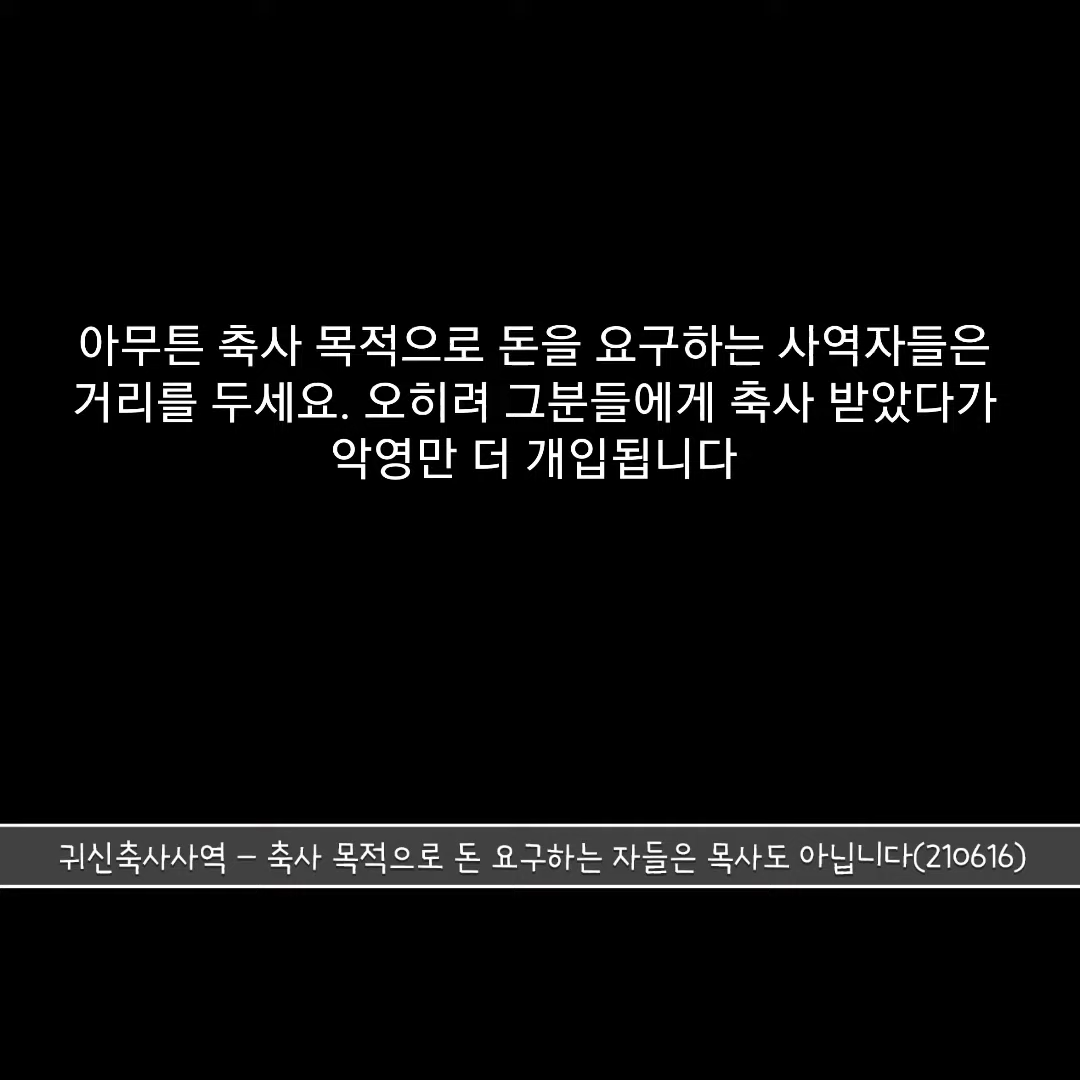 아무튼 축사 목적으로 돈을 요구하는 사역자들은
거리를 두세요. 오히려 그분들에게 축사 받았다가
악영만 더 개입됩니다
귀신축사사역 - 축사 목적으로 돈 요구하는 자들은 목사도 아닙니다(210616)